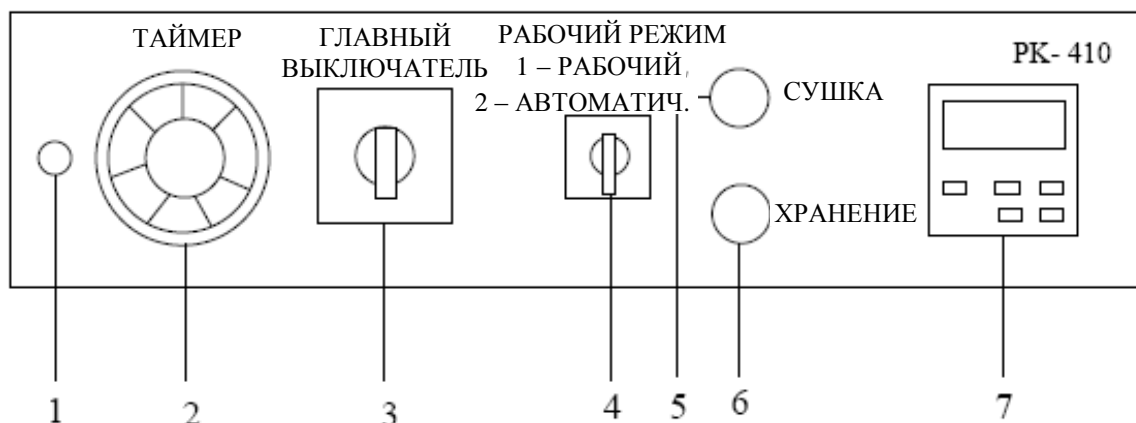 ТАЙМЕР
ГЛАВНЫЙ
ВЫКЛЮЧАТЕЛЬ
РАБОЧИЙ РЕЖИМ
1 – РАБОЧИЙ
2 – АВТОМАТИЧ.
СУШКА
ХРАНЕНИЕ
РК- 410
1 2 3 4 5 6 7